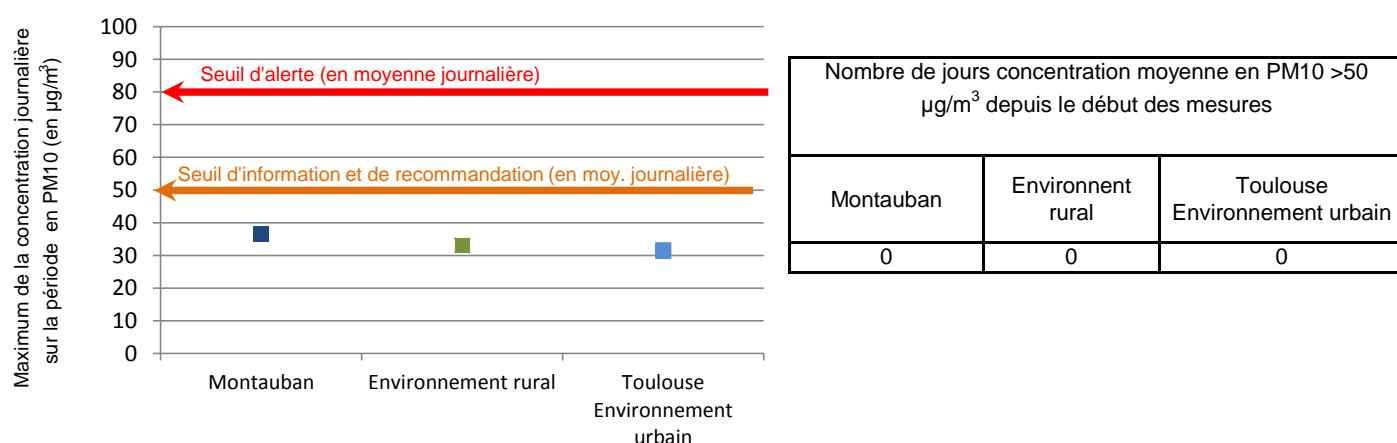 Maximum de la concentration journalière
sur la période en PM10 (en µg/m³)
100
90
80
70
60
50
40
30
20
10
0
Seuil d'alerte (en moyenne journalière)
Seuil d'information et de recommandation (en moy. journalière)
Montauban
Environnement rural
Toulouse
Environnement
urbain
Nombre de jours concentration moyenne en PM10 >50
µg/m³ depuis le début des mesures
Montauban
Environnent
rural
Toulouse
Environnement urbain
0
0
0